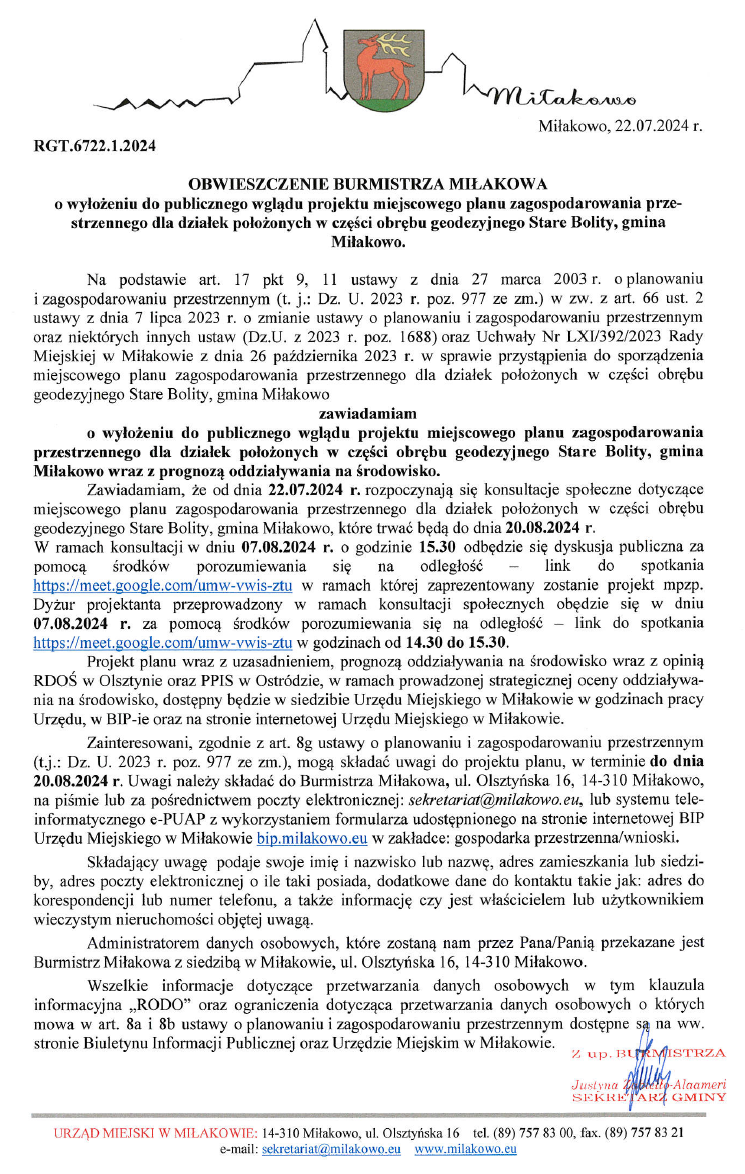 Miłakowo
Miłakowo, 22.07.2024 r.
RGT.6722.1.2024
OBWIESZCZENIE BURMISTRZA MIŁAKOWA
o wyłożeniu do publicznego wglądu projektu miejscowego planu zagospodarowania prze-
strzennego dla działek położonych w części obrębu geodezyjnego Stare Bolity, gmina
Miłakowo.
Na podstawie art. 17 pkt 9, 11 ustawy z dnia 27 marca 2003 r. o planowaniu
i zagospodarowaniu przestrzennym (t. j.: Dz. U. 2023 r. poz. 977 ze zm.) w zw. z art. 66 ust. 2
ustawy z dnia 7 lipca 2023 r. o zmianie ustawy o planowaniu i zagospodarowaniu przestrzennym
oraz niektórych innych ustaw (Dz.U. z 2023 r. poz. 1688) oraz Uchwały Nr LXI/392/2023 Rady
Miejskiej w Miłakowie z dnia 26 października 2023 r. w sprawie przystąpienia do sporządzenia
miejscowego planu zagospodarowania przestrzennego dla działek położonych w części obrębu
geodezyjnego Stare Bolity, gmina Miłakowo
zawiadamiam
o wyłożeniu do publicznego wglądu projektu miejscowego planu zagospodarowania
przestrzennego dla działek położonych w części obrębu geodezyjnego Stare Bolity, gmina
Miłakowo wraz z prognozą oddziaływania na środowisko.
Zawiadamiam, że od dnia 22.07.2024 r. rozpoczynają się konsultacje społeczne dotyczące
miejscowego planu zagospodarowania przestrzennego dla działek położonych w części obrębu
geodezyjnego Stare Bolity, gmina Miłakowo, które trwać będą do dnia 20.08.2024 r.
W ramach konsultacji w dniu 07.08.2024 r. o godzinie 15.30 odbędzie się dyskusja publiczna za
pomocą środków porozumiewania się na odległość – link do spotkania
https://meet.google.com/umw-vwis-ztu w ramach której zaprezentowany zostanie projekt mpzp.
Dyżur projektanta przeprowadzony w ramach konsultacji społecznych obędzie się w dniu
07.08.2024 r. za pomocą środków porozumiewania się na odległość – link do spotkania
https://meet.google.com/umw-vwis-ztu w godzinach od 14.30 do 15.30.
Projekt planu wraz z uzasadnieniem, prognozą oddziaływania na środowisko wraz z opinią
RDOŚ w Olsztynie oraz PPIS w Ostródzie, w ramach prowadzonej strategicznej oceny oddziaływa-
nia na środowisko, dostępny będzie w siedzibie Urzędu Miejskiego w Miłakowie w godzinach pracy
Urzędu, w BIP-ie oraz na stronie internetowej Urzędu Miejskiego w Miłakowie.
Zainteresowani, zgodnie z art. 8g ustawy o planowaniu i zagospodarowaniu przestrzennym
(t.j.: Dz. U. 2023 r. poz. 977 ze zm.), mogą składać uwagi do projektu planu, w terminie do dnia
20.08.2024 r. Uwagi należy składać do Burmistrza Miłakowa, ul. Olsztyńska 16, 14-310 Miłakowo,
na piśmie lub za pośrednictwem poczty elektronicznej: sekretariat@milakowo.eu, lub systemu tele-
informatycznego e-PUAP z wykorzystaniem formularza udostępnionego na stronie internetowej BIP
Urzędu Miejskiego w Miłakowie bip.milakowo.eu w zakładce: gospodarka przestrzenna/wnioski.
Składający uwagę podaje swoje imię i nazwisko lub nazwę, adres zamieszkania lub siedzi-
by, adres poczty elektronicznej o ile taki posiada, dodatkowe dane do kontaktu takie jak: adres do
korespondencji lub numer telefonu, a także informację czy jest właścicielem lub użytkownikiem
wieczystym nieruchomości objętej uwagą.
Administratorem danych osobowych, które zostaną nam przez Pana/Panią przekazane jest
Burmistrz Miłakowa z siedzibą w Miłakowie, ul. Olsztyńska 16, 14-310 Miłakowo.
Wszelkie informacje dotyczące przetwarzania danych osobowych w tym klauzula
informacyjna „RODO” oraz ograniczenia dotycząca przetwarzania danych osobowych o których
mowa w art. 8a i 8b ustawy o planowaniu i zagospodarowaniu przestrzennym dostępne są na ww.
stronie Biuletynu Informacji Publicznej oraz Urzędzie Miejskim w Miłakowie.
Z up. BURMISTRZA
Justyna
SEKRETARZ GMINY
URZĄD MIEJSKI W MIŁAKOWIE: 14-310 Miłakowo, ul. Olsztyńska 16 tel. (89) 757 83 00, fax. (89) 757 83 21
e-mail: sekretariat@milakowo.eu www.milakowo.eu